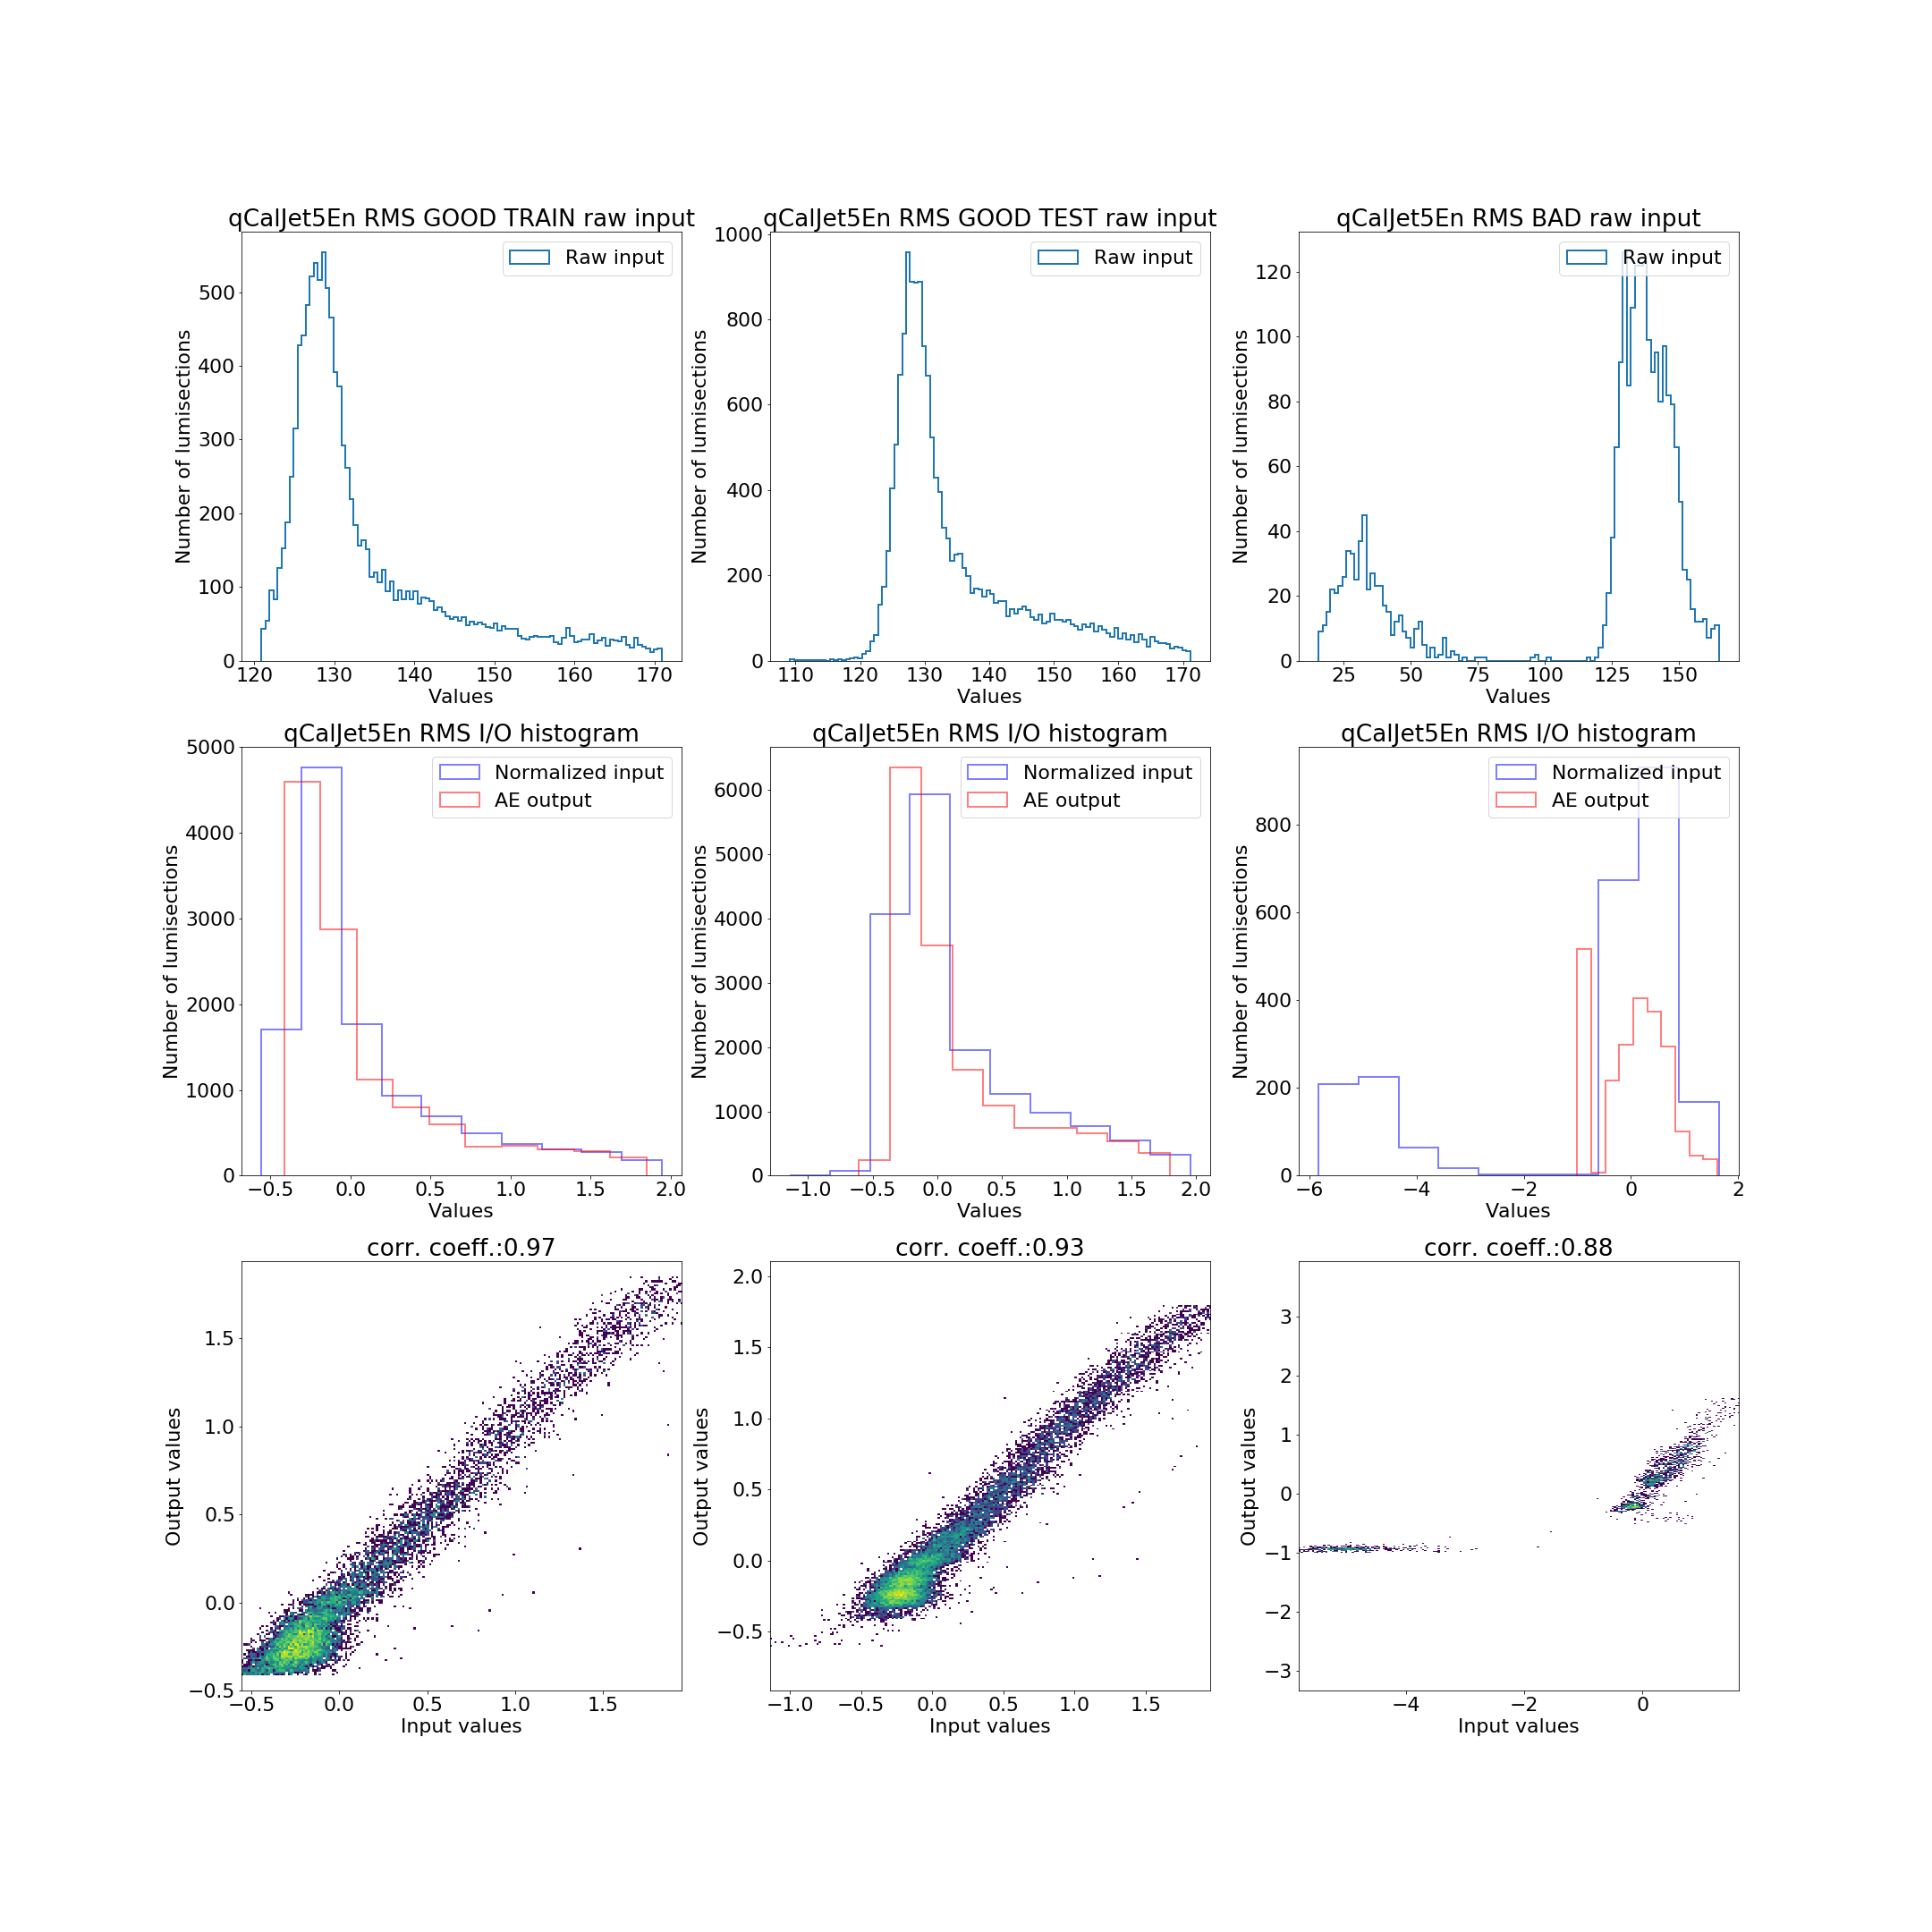 qCalJet5En RMS GOOD TRAIN raw input
Raw input
Number of lumisections
0
100
200
300
400
500
120
130
140
150
160
170
Values
qCalJet5En RMS GOOD TEST raw input
Raw input
Number of lumisections
0
200
400
600
800
1000
110
120
130
140
150
160
170
Values
qCalJet5En RMS BAD raw input
Raw input
Number of lumisections
0
20
40
60
80
100
120
25
50
75
100
125
150
Values
qCalJet5En RMS I/O histogram
Normalized input
AE output
Number of lumisections
0
1000
2000
3000
4000
5000
−0.5
0.0
0.5
1.0
1.5
2.0
Values
qCalJet5En RMS I/O histogram
Normalized input
AE output
Number of lumisections
0
1000
2000
3000
4000
5000
6000
−1.0
−0.5
0.0
0.5
1.0
1.5
2.0
Values
qCalJet5En RMS I/O histogram
Normalized input
AE output
Number of lumisections
0
200
400
600
800
−6
−4
−2
0
2
Values
corr. coeff.:0.97
Output values
−0.5
0.0
0.5
1.0
1.5
−0.5
0.0
0.5
1.0
1.5
Input values
corr. coeff.:0.93
Output values
−0.5
0.0
0.5
1.0
1.5
2.0
−1.0
−0.5
0.0
0.5
1.0
1.5
Input values
corr. coeff.:0.88
Output values
−3
−2
−1
0
1
2
3
−4
−2
0
Input values